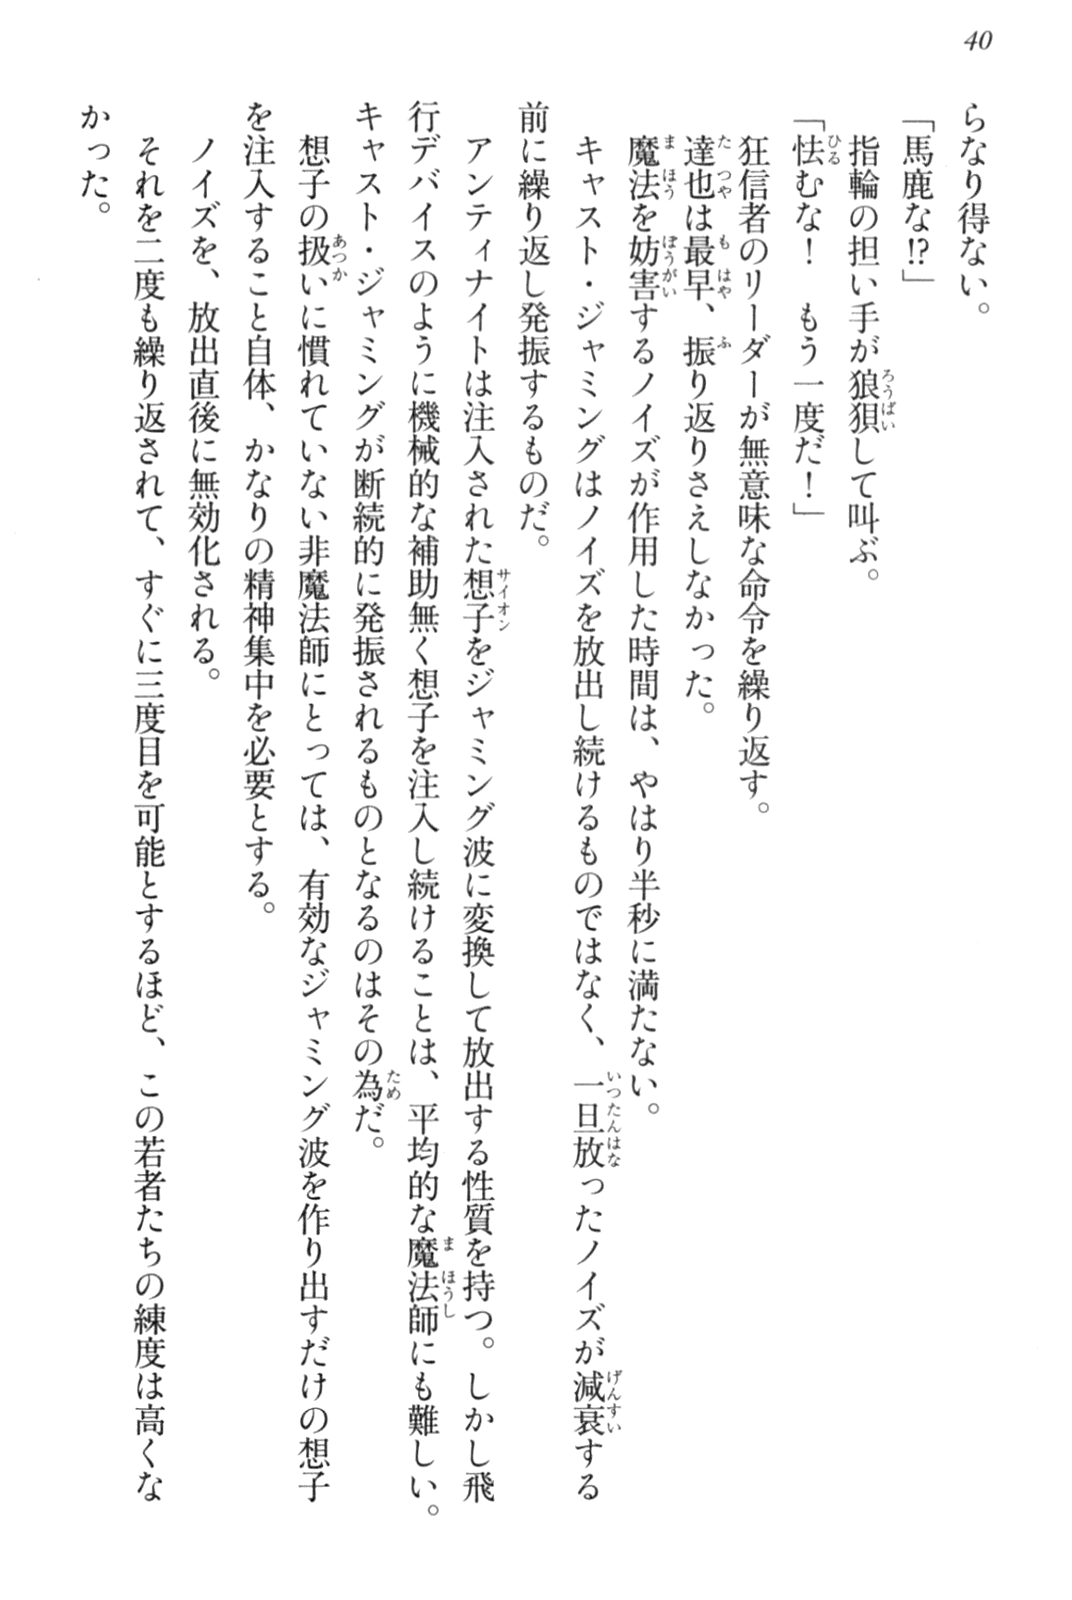 40
らなり得ない。
「馬鹿な!?」
指輪の担い手が狼狽して叫ぶ。
「怯むな！　もう一度だ！」
狂信者のリーダーが無意味な命令を繰り返す。
達也は最早、振り返りさえしなかった。
魔法を妨害するノイズが作用した時間は、やはり半秒に満たない。
キャスト・ジャミングはノイズを放出し続けるものではなく、一旦放ったノイズが減衰する
前に繰り返し発振するものだ。
アンティナイトは注入された想子をジャミング波に変換して放出する性質を持つ。しかし飛
行デバイスのように機械的な補助無く想子を注入し続けることは、平均的な魔法師にも難しい。
キャスト・ジャミングが断続的に発振されるものとなるのはその為だ。
想子の扱いに慣れていない非魔法師にとっては、有効なジャミング波を作り出すだけの想子
を注入すること自体、かなりの精神集中を必要とする。
ノイズを、放出直後に無効化される。
それを二度も繰り返されて、すぐに三度目を可能とするほど、この若者たちの練度は高くな
かった。